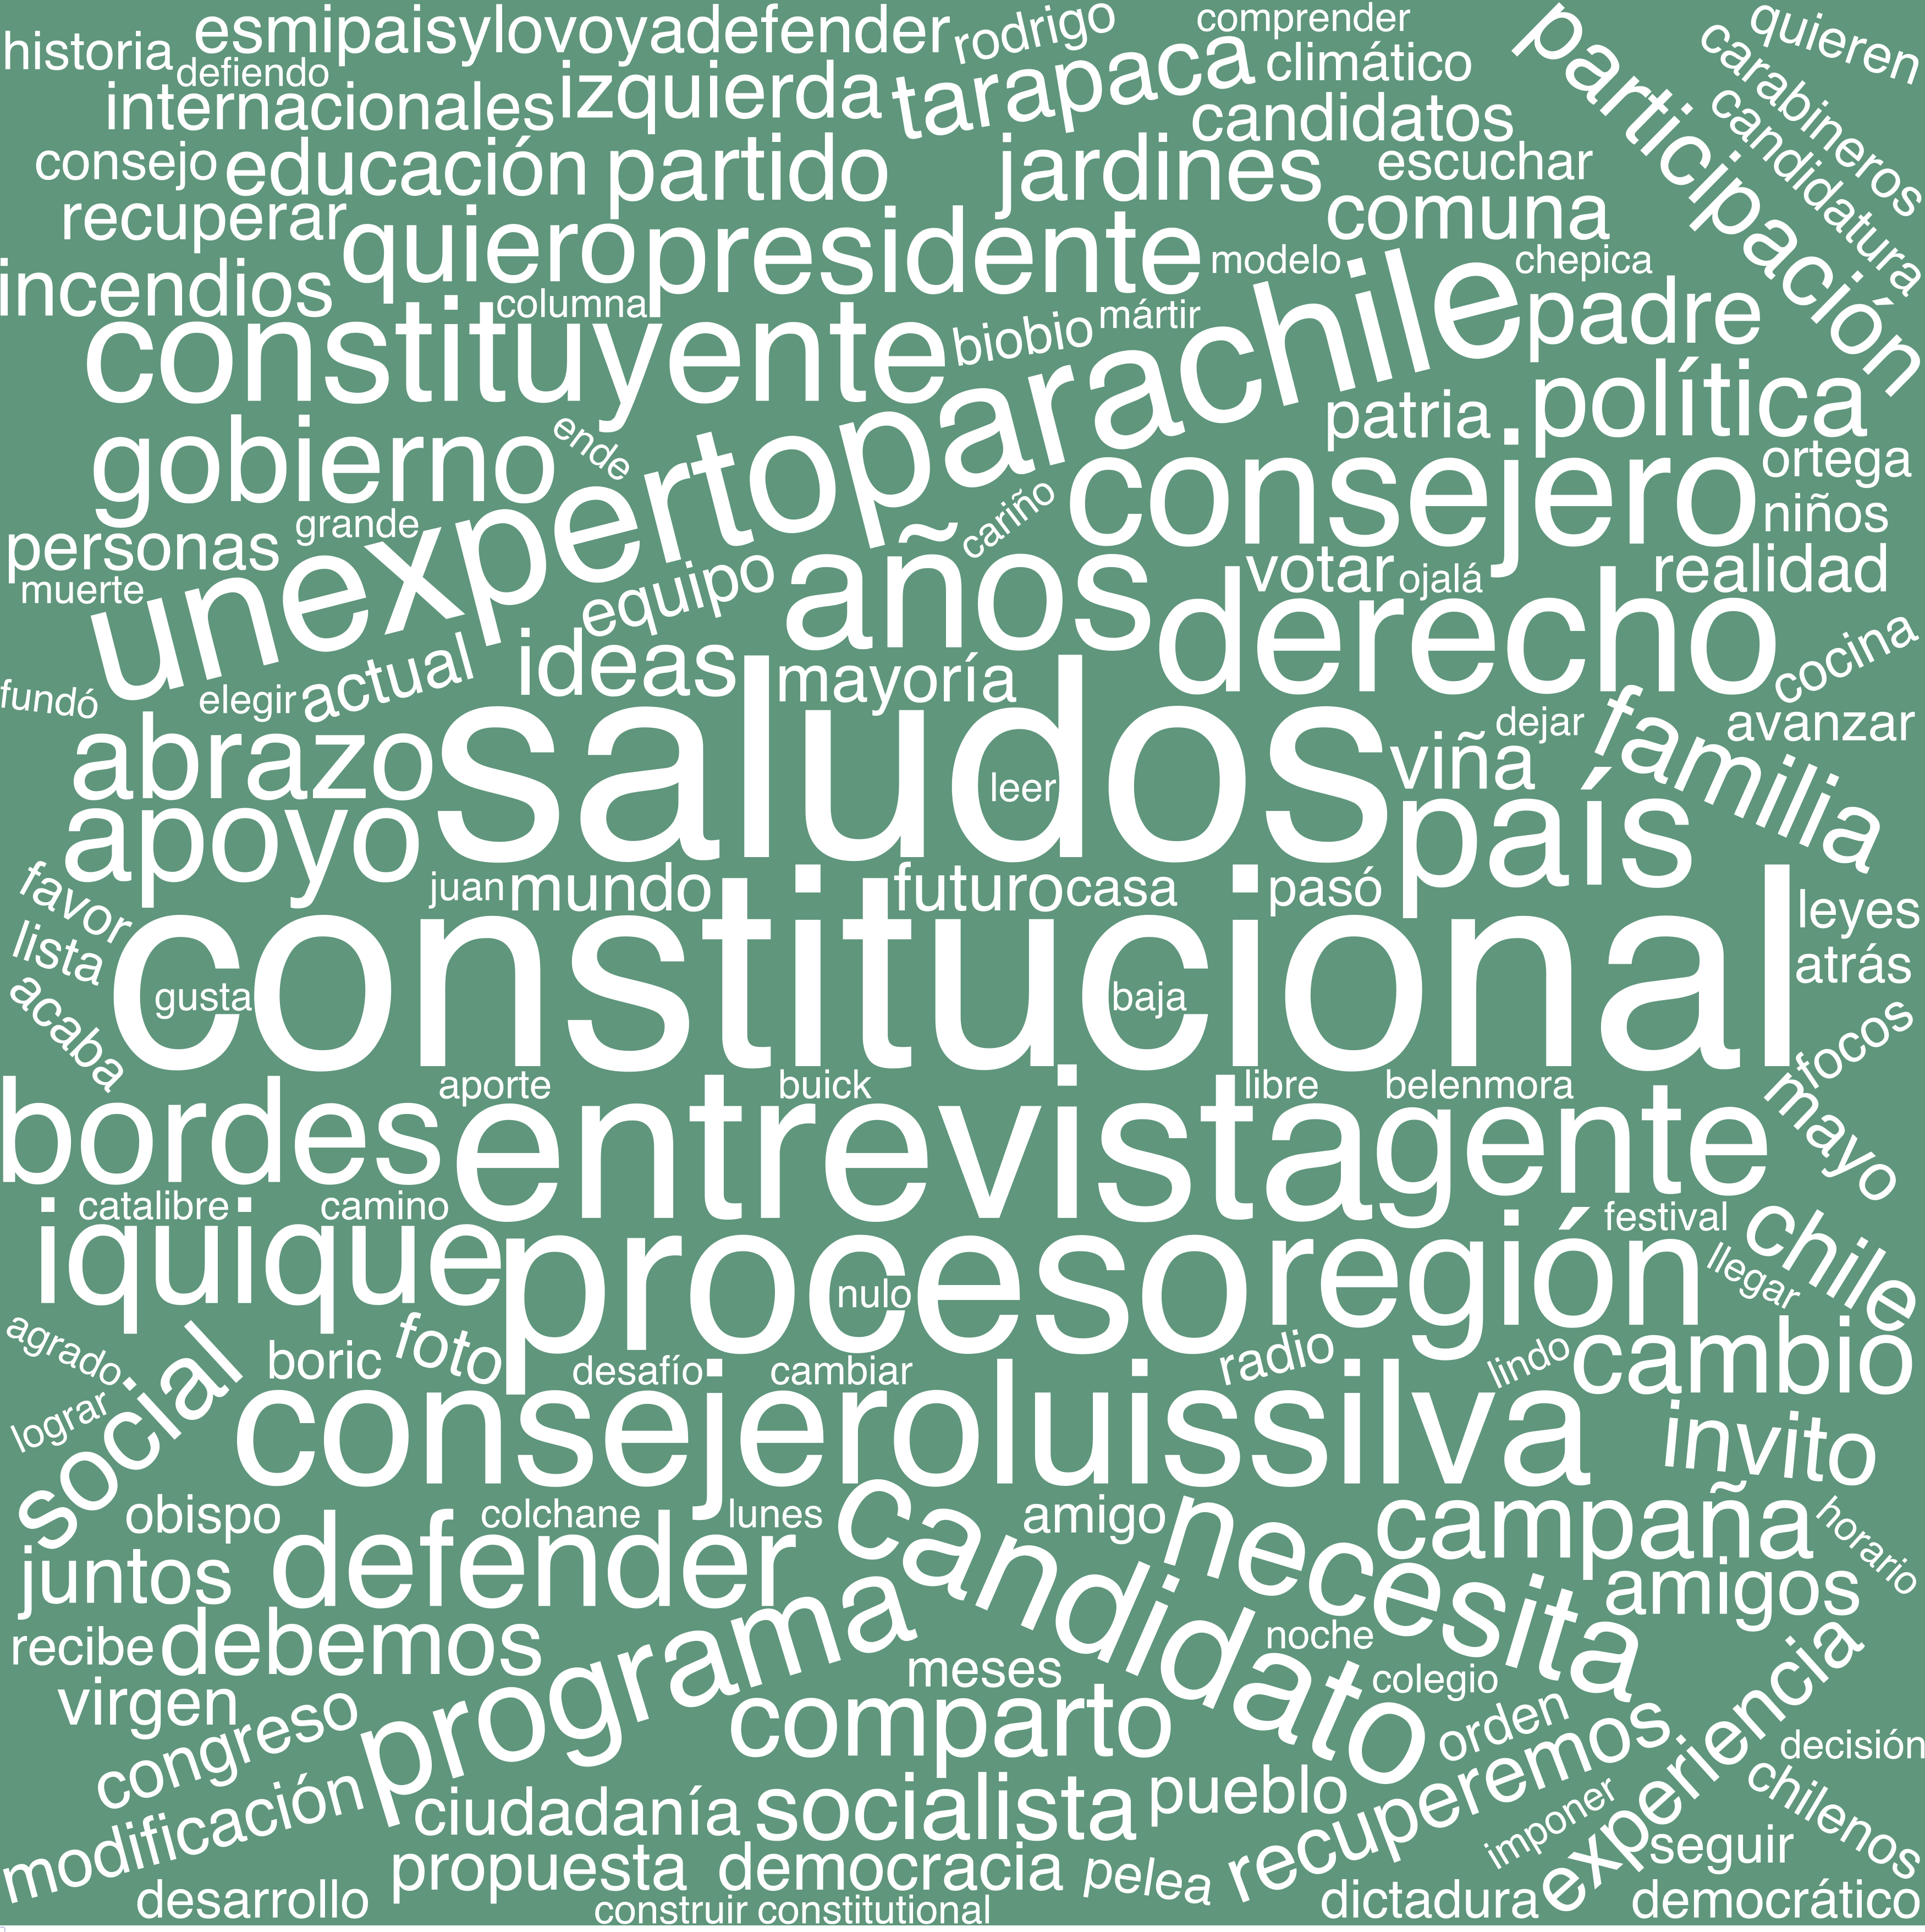 esmipaisylovoyadefender rodrigo comprender quieren
historia defiendo izquierda tarapaca climático participación carabineros
internacionales candidatos candidatura
consejo educación partido jardines escuchar
recuperar quiero presidente comuna
incendios columna modelo chepica
constituyente biobio mártir unexpertoparachile padre
gobierno ende patria política
personas grande cariño consejero ortega
niños
muerte equipo años votar ojalá realidad
fundó elegir actual ideas mayoría derecho cocina
abrazo saludos leer viña dejar familia avanzar
apoyo país
favor juan mundo futuro casa pasó leyes
lista constitucional atrás
acaba gusta baja focos
bordes aporte entrevista buick libre belenmora gente mayo
catalibre camino festival
iquique proceso nulo región llegar chile
agrado social boric foto desafío cambiar radio lindo cambio
lograr consejeroluissilva invito
obispo colchane lunes candidato amigo necesita campaña horario
juntos defender amigos
recibe debemos programa noche
virgen meses colegio experiencia
congreso comparto orden recuperemos decisión
modificación ciudadanía socialista pueblo imponer chilenos
propuesta democracia pelea seguir
desarrollo construir constitutional dictadura democrático